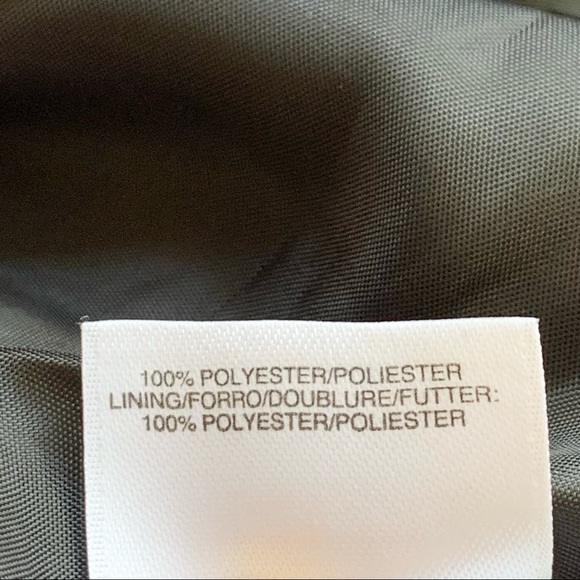 100% POLYESTER/POLIESTER
LINING/FORRO/DOUBLURE/FUTTER:
100% POLYESTER/POLIESTER